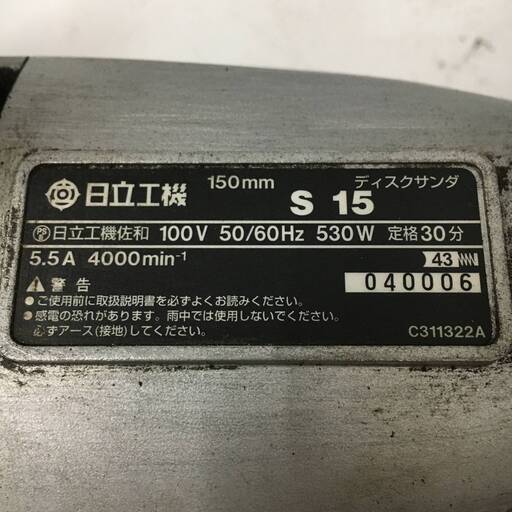 日立工機 150mm S 15 ディスクサンダ
PS 日立工機佐和 100V 50/60Hz 530W 定格30分
5.5A 4000min⁻¹ 43
⚠警告 040006
●ご使用前に取扱説明書を必ずよくお読みください。
●感電の恐れがあります。雨中では使用しないでください。
必ずアース(接地)してください。 C311322A